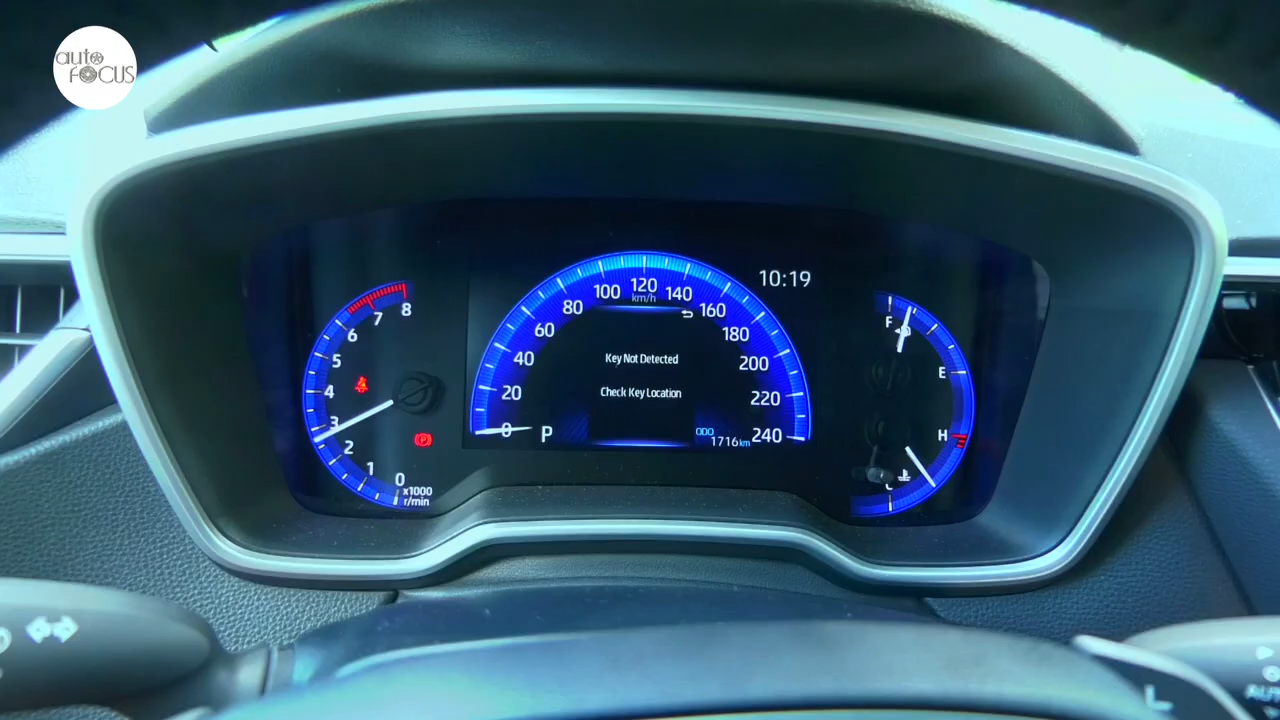 auto
FOCUS
10:19
0
20
40
60
80
100
120
140
160
180
200
220
240
km/h
Key Not Detected
Check Key Location
P
ODO
1716 km
8
7
6
5
4
3
2
1
0
x1000
r/min
F
E
H
L